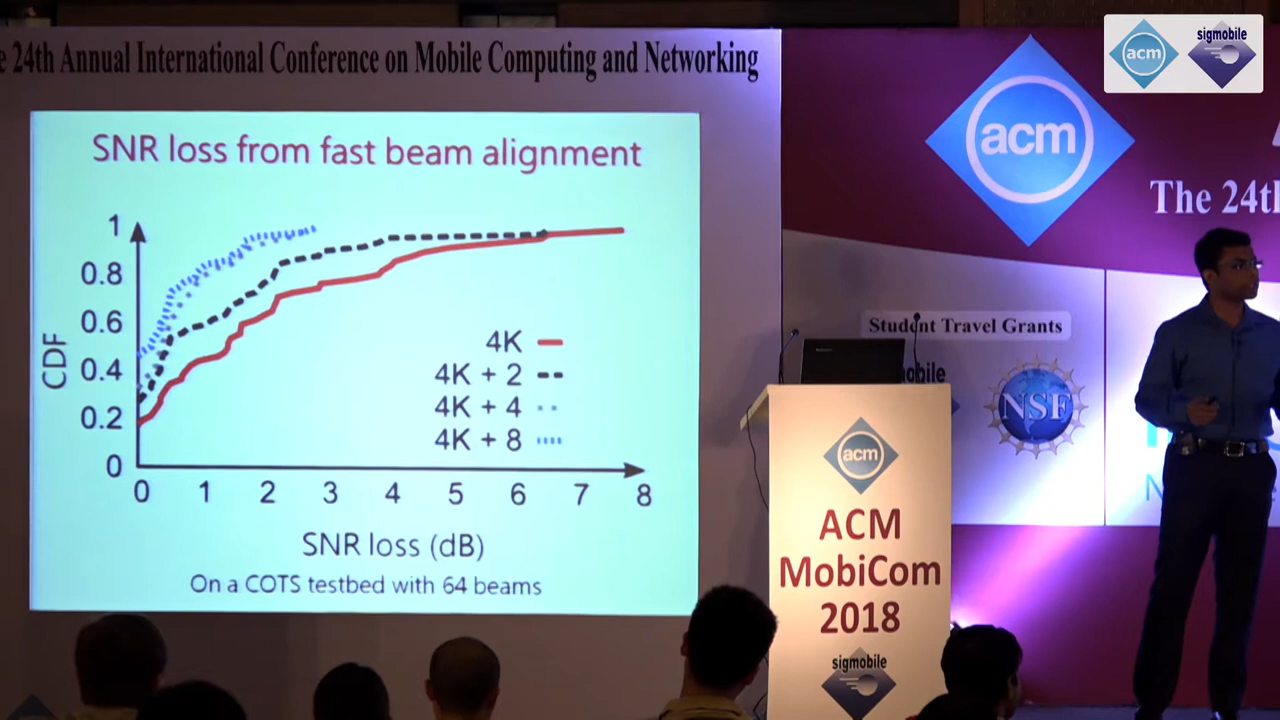 e 24th Annual International Conference on Mobile Computing and Networking
SNR loss from fast beam alignment
1
0.8
0.6
0.4
0.2
0
CDF
4K
4K + 2
4K + 4
4K + 8
0 1 2 3 4 5 6 7 8
SNR loss (dB)
On a COTS testbed with 64 beams
acm
sigmobile
acm
The 24t
Student Travel Grants
obile
NSF
acm
ACM
MobiCom
2018
sigmobile